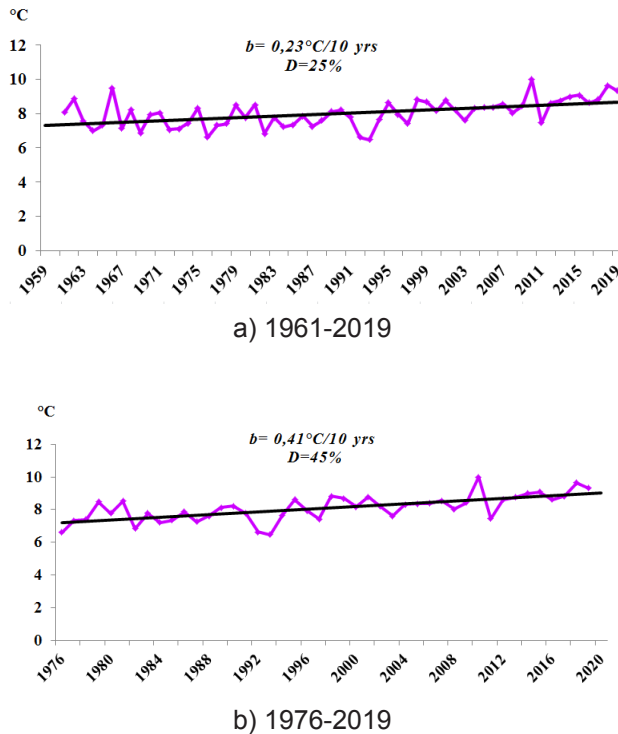 °C
b= 0,23°C/10 yrs
D=25%
12
10
8
6
4
2
0
1959 1963 1967 1971 1975 1979 1983 1987 1991 1995 1999 2003 2007 2011 2015 2019
a) 1961-2019
°C
b= 0,41°C/10 yrs
D=45%
12
10
8
6
4
2
0
1976 1980 1984 1988 1992 1996 2000 2004 2008 2012 2016 2020
b) 1976-2019